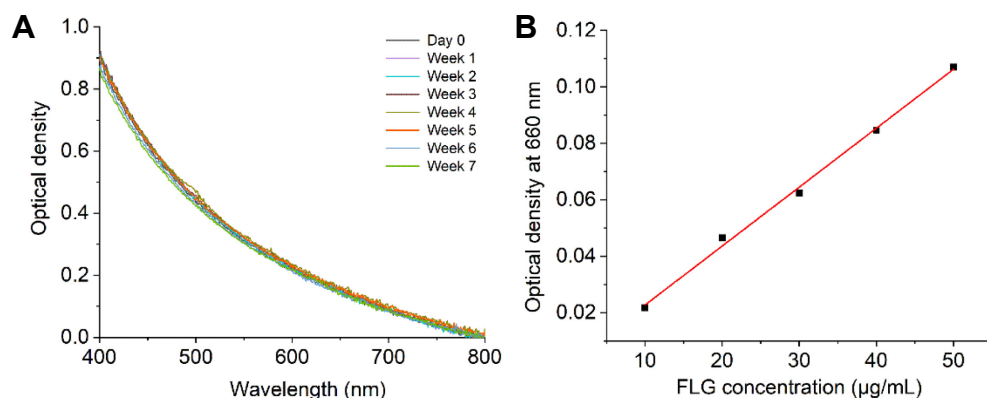 A
Optical density
1.0
0.8
0.6
0.4
0.2
0.0
400
500
600
700
800
Wavelength (nm)
Day 0
Week 1
Week 2
Week 3
Week 4
Week 5
Week 6
Week 7
B
Optical density at 660 nm
0.12
0.10
0.08
0.06
0.04
0.02
10
20
30
40
50
FLG concentration (µg/mL)